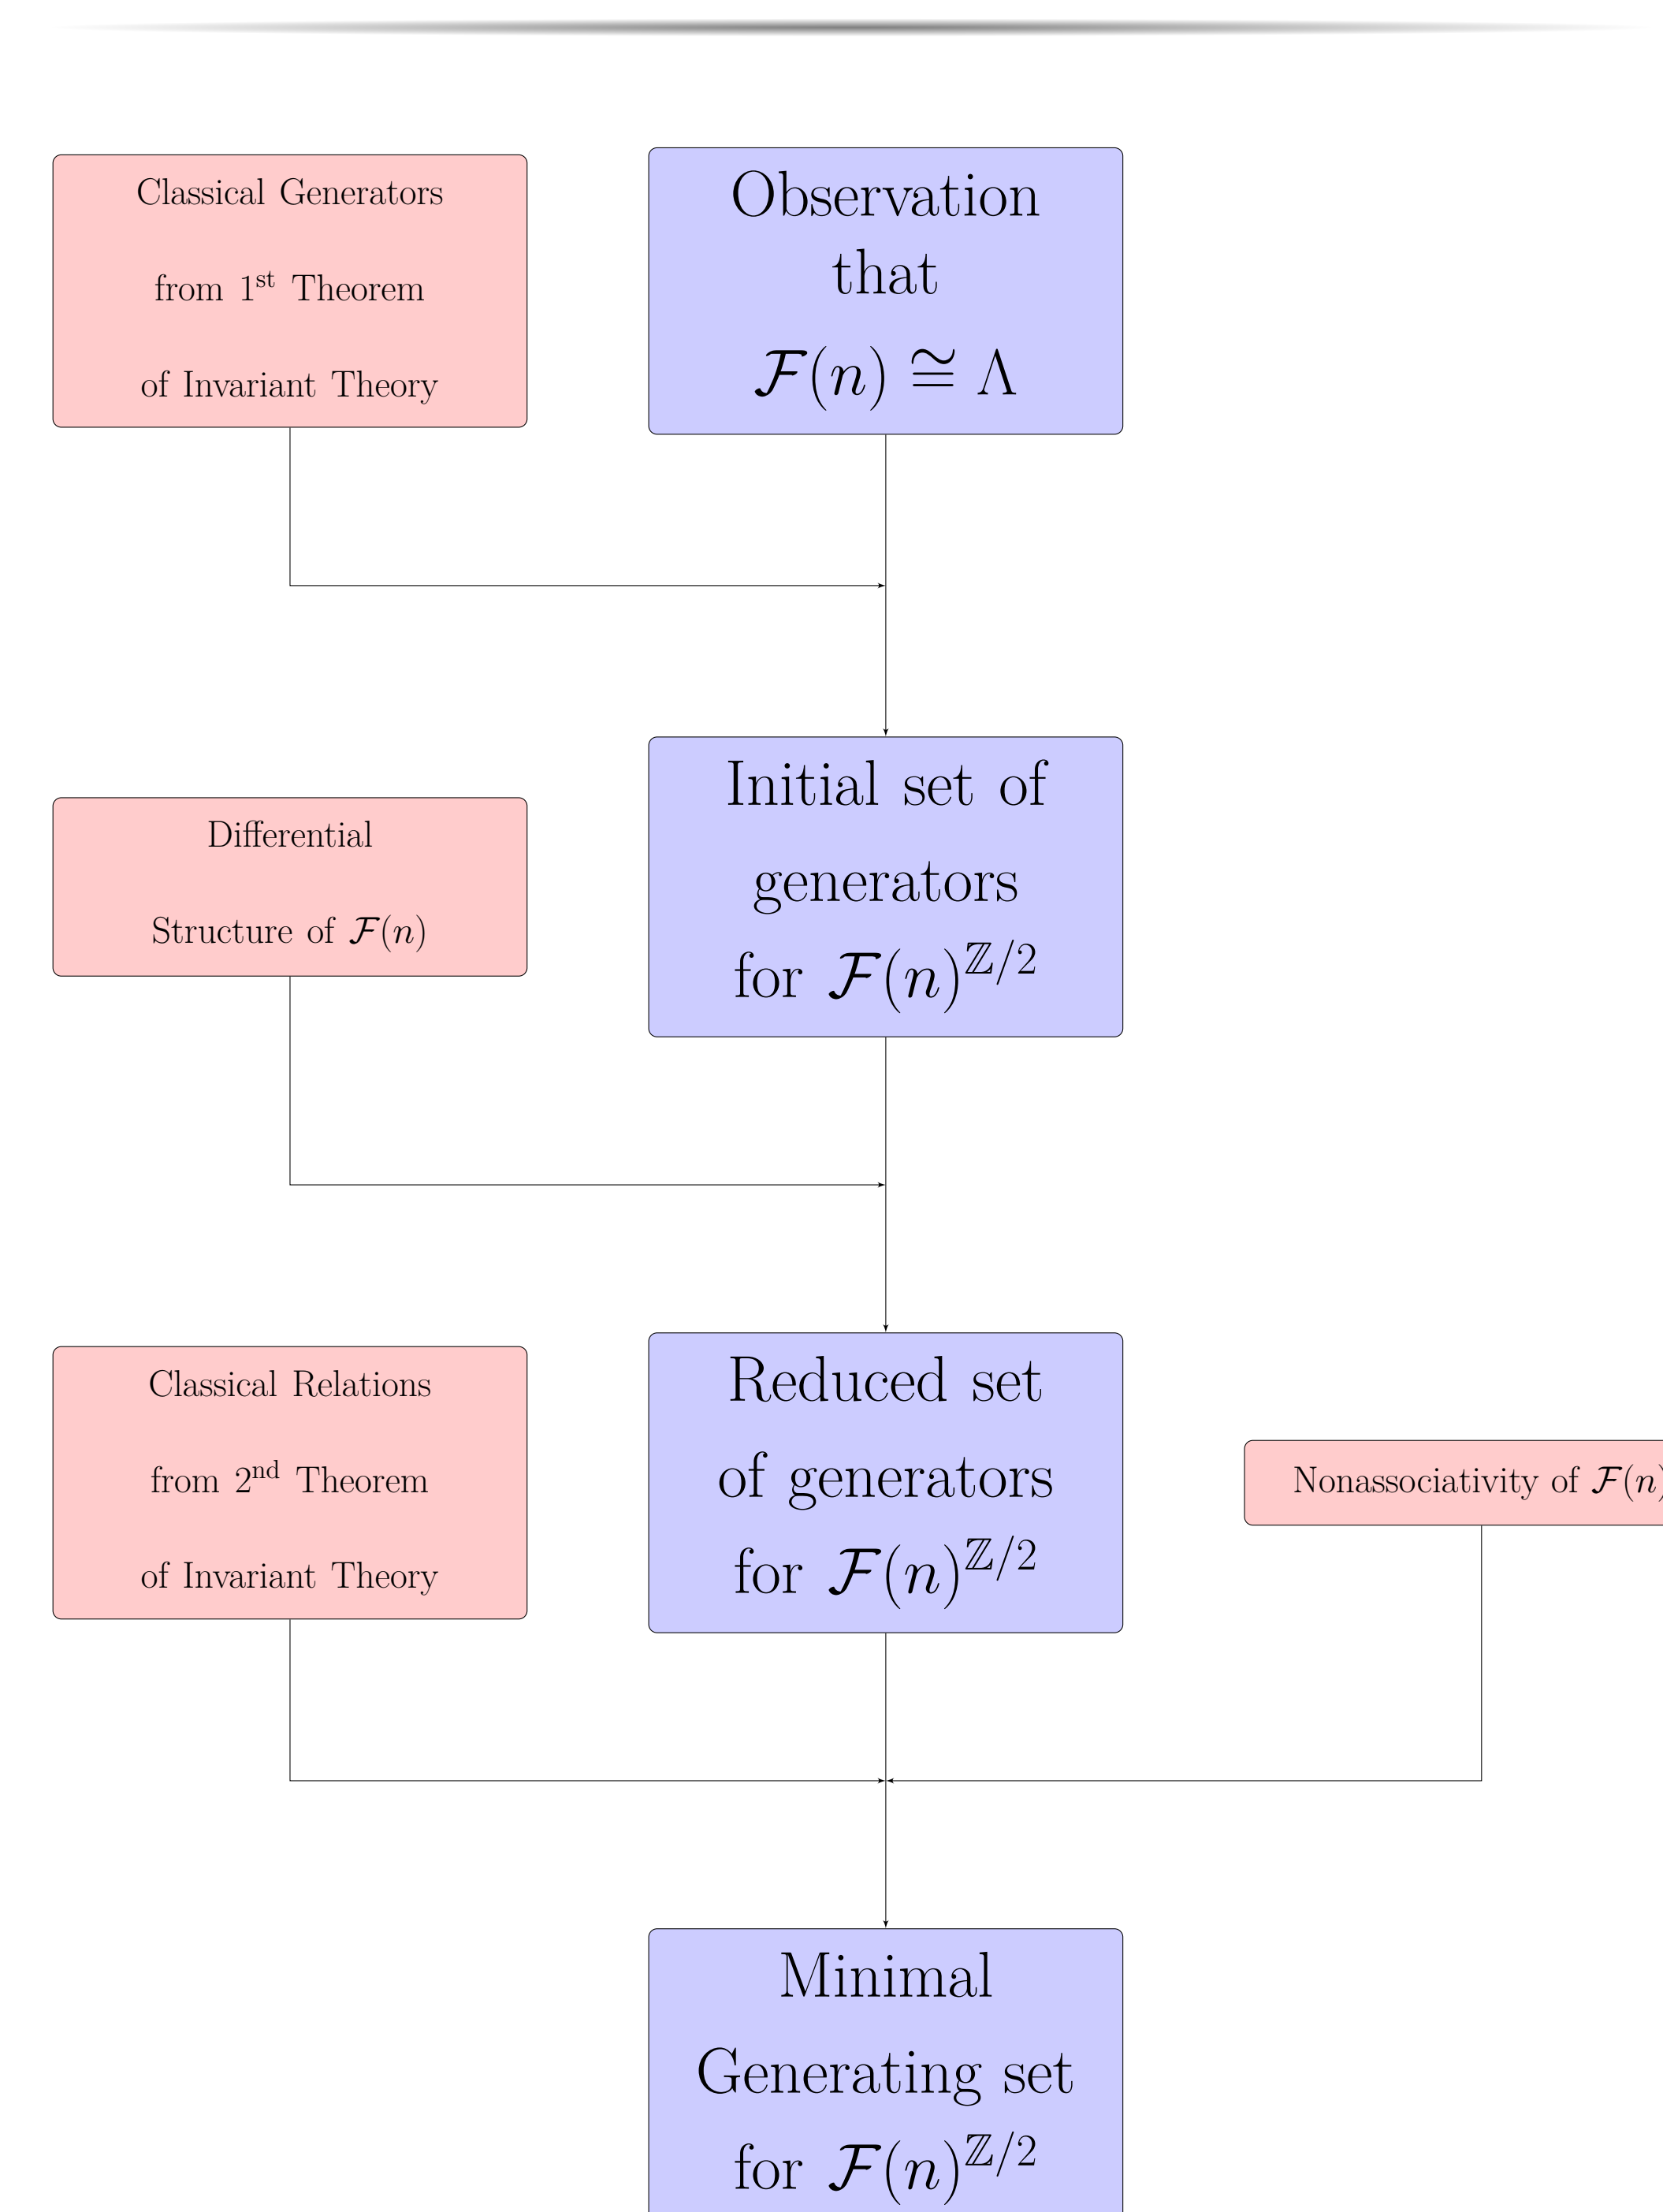 Classical Generators
from 1st Theorem
of Invariant Theory
Observation
that
𝓕(n) ≅ Λ
Differential
Structure of 𝓕(n)
Initial set of
generators
for 𝓕(n)^ℤ/2
Classical Relations
from 2nd Theorem
of Invariant Theory
Reduced set
of generators
for 𝓕(n)^ℤ/2
Nonassociativity of 𝓕(n)
Minimal
Generating set
for 𝓕(n)^ℤ/2